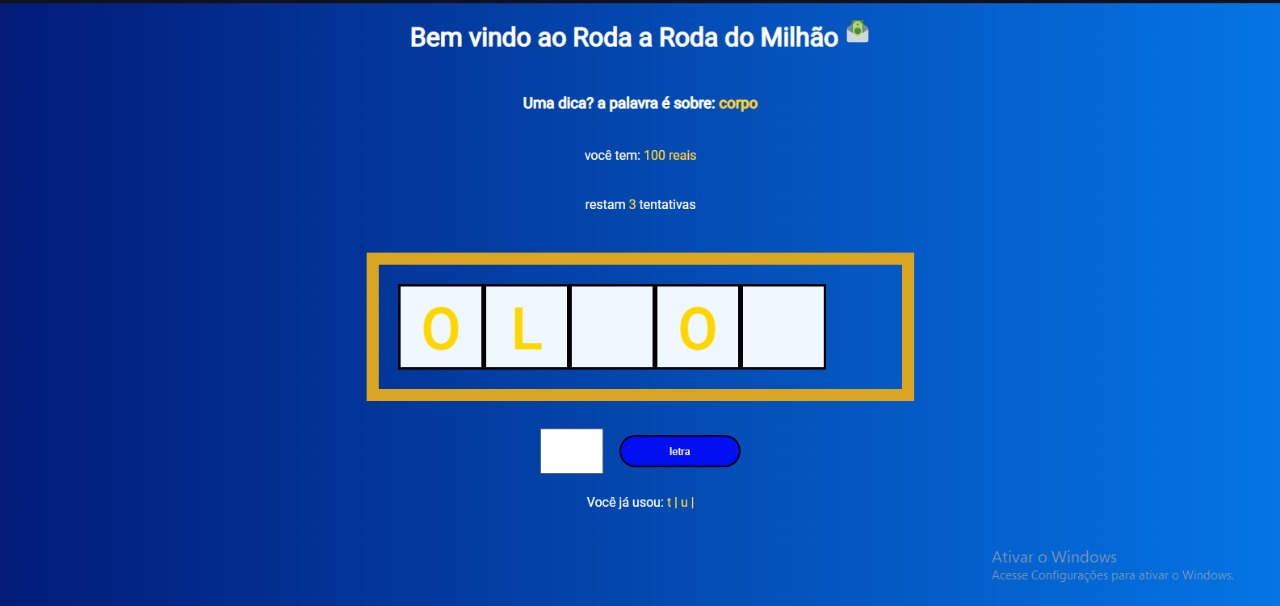 Bem vindo ao Roda a Roda do Milhão
Uma dica? a palavra é sobre: corpo
você tem: 100 reais
restam 3 tentativas
O L O
letra
Você já usou: t | u |
Ativar o Windows
Acesse Configurações para ativar o Windows.